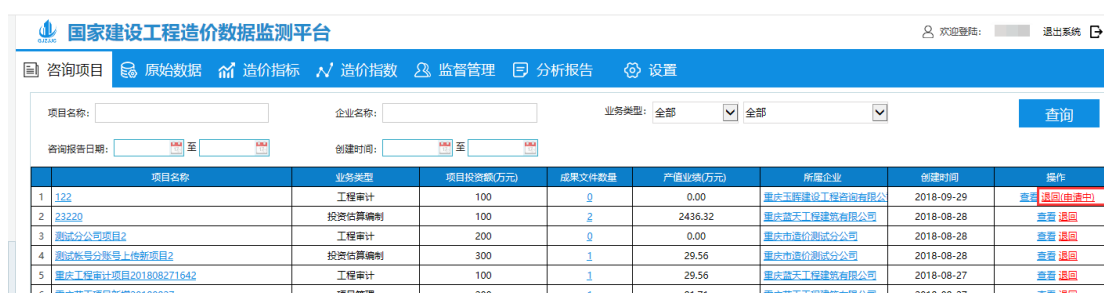 国家建设工程造价数据监测平台
欢迎登陆: 退出系统
咨询项目 原始数据 造价指标 造价指数 监督管理 分析报告 设置
项目名称: 企业名称: 业务类型: 全部 全部 查询
咨询报告日期: 至 创建时间: 至
项目名称 业务类型 项目投资额(万元) 成果文件数量 产值业绩(万元) 所属企业 创建时间 操作
1 122 工程审计 100 0 0.00 重庆玉晖建设工程咨询有限公 2018-09-29 查看 退回(申请中)
2 23220 投资估算编制 100 2 2436.32 重庆蓝天工程建筑有限公司 2018-08-28 查看 退回
3 测试分公司项目2 工程审计 200 0 0.00 重庆市造价测试分公司 2018-08-28 查看 退回
4 测试帐号分账号上传新项目2 投资估算编制 300 1 29.56 重庆市造价测试分公司 2018-08-28 查看 退回
5 重庆工程审计项目201808271642 工程审计 100 1 29.56 重庆蓝天工程建筑有限公司 2018-08-27 查看 退回